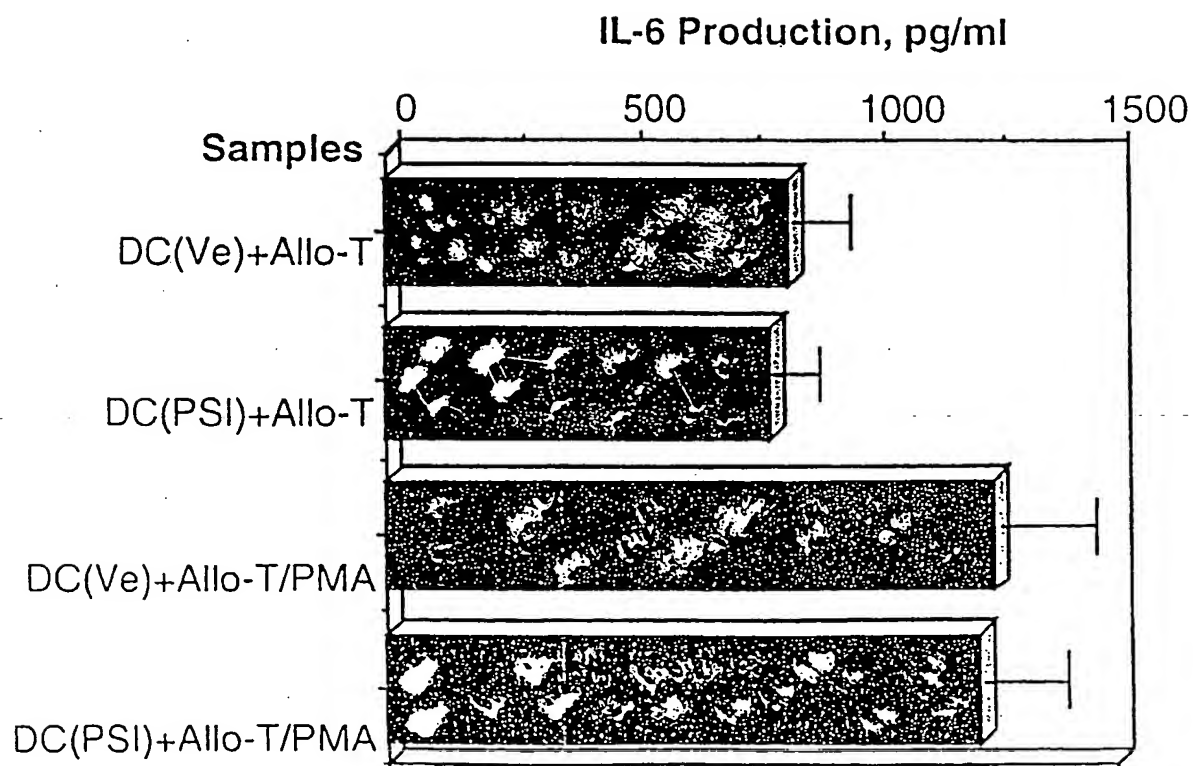 IL-6 Production, pg/ml
0 500 1000 1500
Samples
DC(Ve)+Allo-T
DC(PSI)+Allo-T
DC(Ve)+Allo-T/PMA
DC(PSI)+Allo-T/PMA